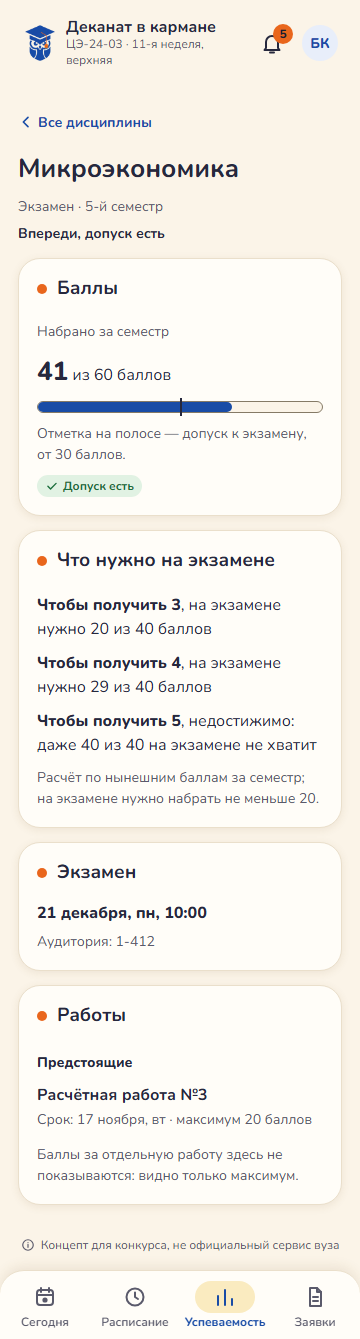 Деканат в кармане
ЦЭ-24-03 · 11-я неделя,
верхняя
5
БК
Все дисциплины
Микроэкономика
Экзамен · 5-й семестр
Впереди, допуск есть
Баллы
Набрано за семестр
41 из 60 баллов
Отметка на полосе — допуск к экзамену,
от 30 баллов.
Допуск есть
Что нужно на экзамене
Чтобы получить 3, на экзамене
нужно 20 из 40 баллов
Чтобы получить 4, на экзамене
нужно 29 из 40 баллов
Чтобы получить 5, недостижимо:
даже 40 из 40 на экзамене не хватит
Расчёт по нынешним баллам за семестр;
на экзамене нужно набрать не меньше 20.
Экзамен
21 декабря, пн, 10:00
Аудитория: 1-412
Работы
Предстоящие
Расчётная работа №3
Срок: 17 ноября, вт · максимум 20 баллов
Баллы за отдельную работу здесь не
показываются: видно только максимум.
Концепт для конкурса, не официальный сервис вуза
Сегодня
Расписание
Успеваемость
Заявки